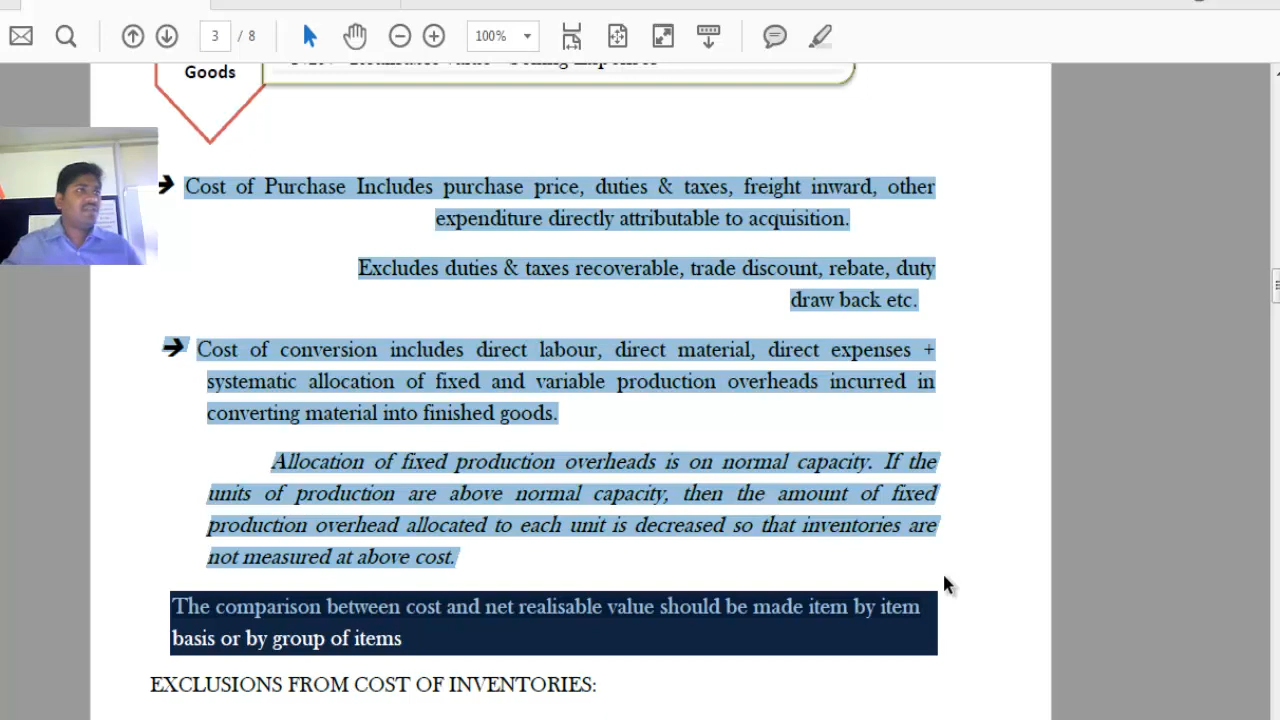 3 / 8 100%
Goods
➔ Cost of Purchase Includes purchase price, duties & taxes, freight inward, other
expenditure directly attributable to acquisition.
Excludes duties & taxes recoverable, trade discount, rebate, duty
draw back etc.
➔ Cost of conversion includes direct labour, direct material, direct expenses +
systematic allocation of fixed and variable production overheads incurred in
converting material into finished goods.
Allocation of fixed production overheads is on normal capacity. If the
units of production are above normal capacity, then the amount of fixed
production overhead allocated to each unit is decreased so that inventories are
not measured at above cost.
The comparison between cost and net realisable value should be made item by item
basis or by group of items
EXCLUSIONS FROM COST OF INVENTORIES: